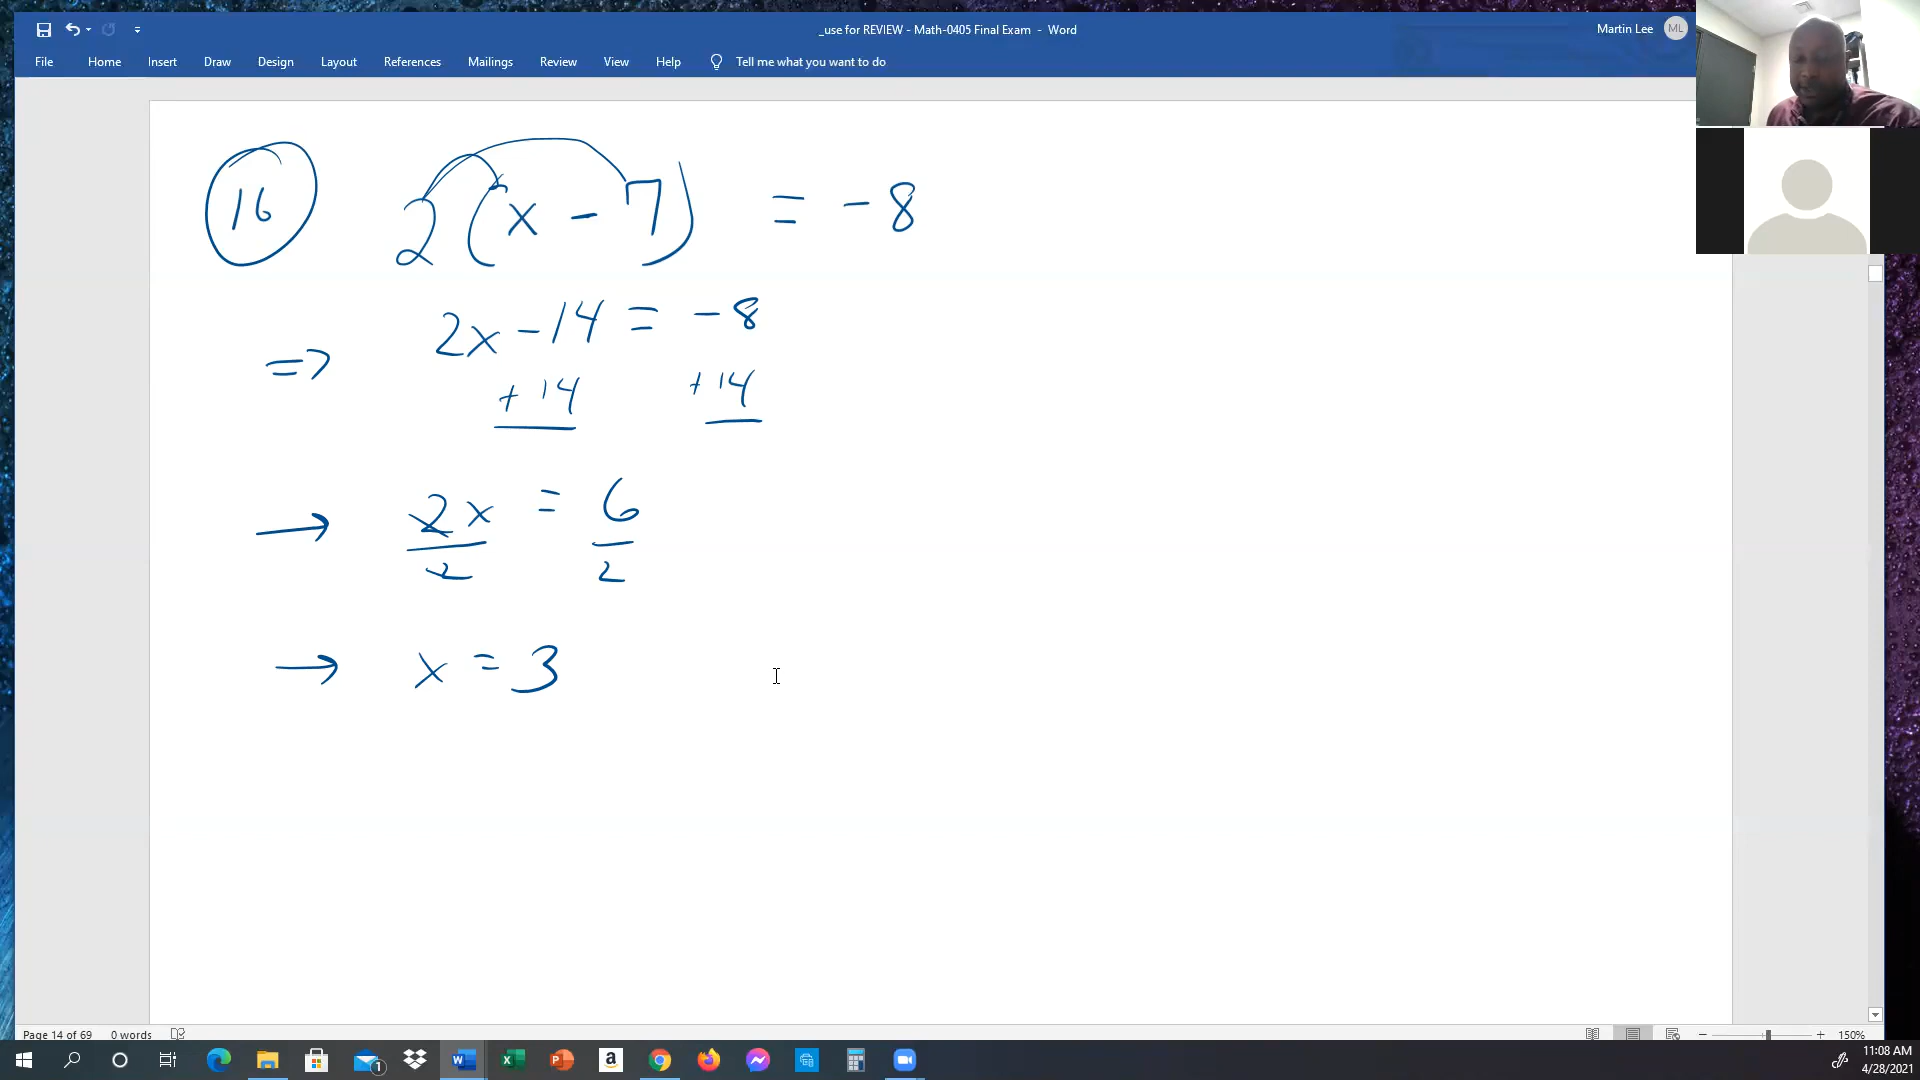 _use for REVIEW - Math-0405 Final Exam - Word
Martin Lee ML
File Home Insert Draw Design Layout References Mailings Review View Help Tell me what you want to do
16 2(x - 7) = -8
=> 2x - 14 = -8
+ 14 + 14
→ 2x = 6
2 2
→ x = 3
Page 14 of 69 0 words
150%
11:08 AM
4/28/2021